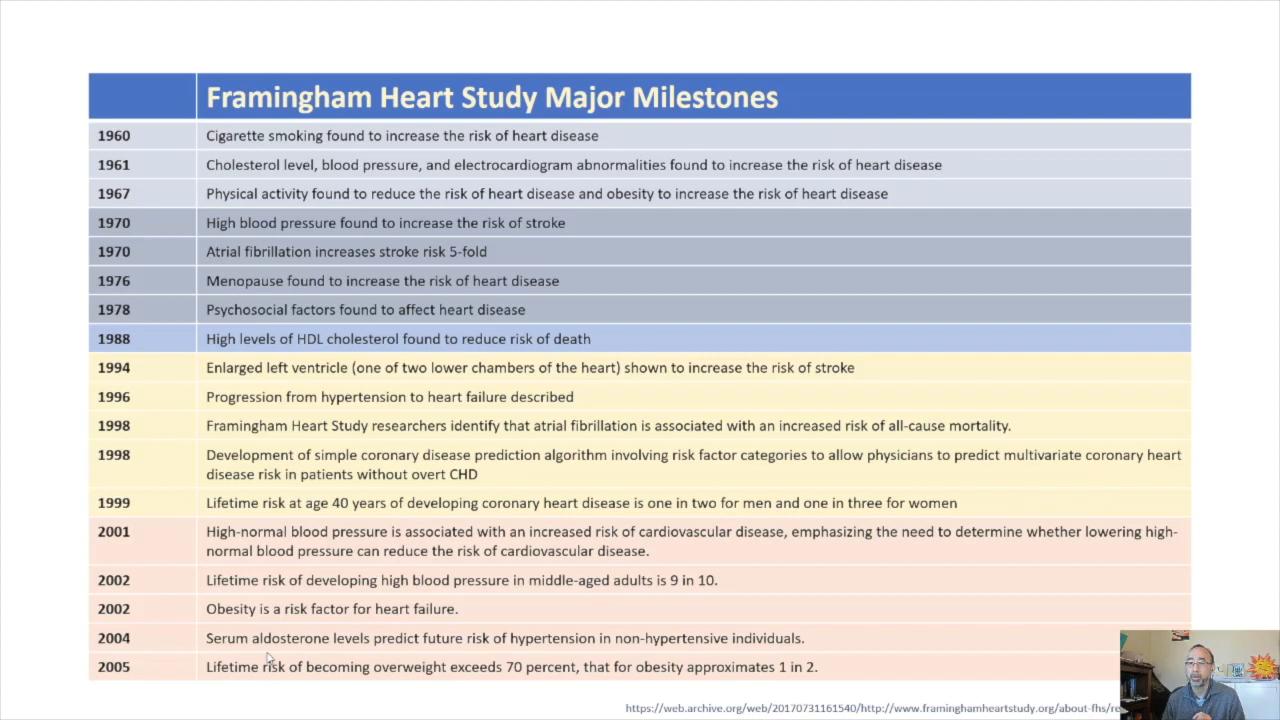 Framingham Heart Study Major Milestones
1960 Cigarette smoking found to increase the risk of heart disease
1961 Cholesterol level, blood pressure, and electrocardiogram abnormalities found to increase the risk of heart disease
1967 Physical activity found to reduce the risk of heart disease and obesity to increase the risk of heart disease
1970 High blood pressure found to increase the risk of stroke
1970 Atrial fibrillation increases stroke risk 5-fold
1976 Menopause found to increase the risk of heart disease
1978 Psychosocial factors found to affect heart disease
1988 High levels of HDL cholesterol found to reduce risk of death
1994 Enlarged left ventricle (one of two lower chambers of the heart) shown to increase the risk of stroke
1996 Progression from hypertension to heart failure described
1998 Framingham Heart Study researchers identify that atrial fibrillation is associated with an increased risk of all-cause mortality.
1998 Development of simple coronary disease prediction algorithm involving risk factor categories to allow physicians to predict multivariate coronary heart
disease risk in patients without overt CHD
1999 Lifetime risk at age 40 years of developing coronary heart disease is one in two for men and one in three for women
2001 High-normal blood pressure is associated with an increased risk of cardiovascular disease, emphasizing the need to determine whether lowering high-
normal blood pressure can reduce the risk of cardiovascular disease.
2002 Lifetime risk of developing high blood pressure in middle-aged adults is 9 in 10.
2002 Obesity is a risk factor for heart failure.
2004 Serum aldosterone levels predict future risk of hypertension in non-hypertensive individuals.
2005 Lifetime risk of becoming overweight exceeds 70 percent, that for obesity approximates 1 in 2.
https://web.archive.org/web/20170731161540/http://www.framinghamheartstudy.org/about-fhs/re